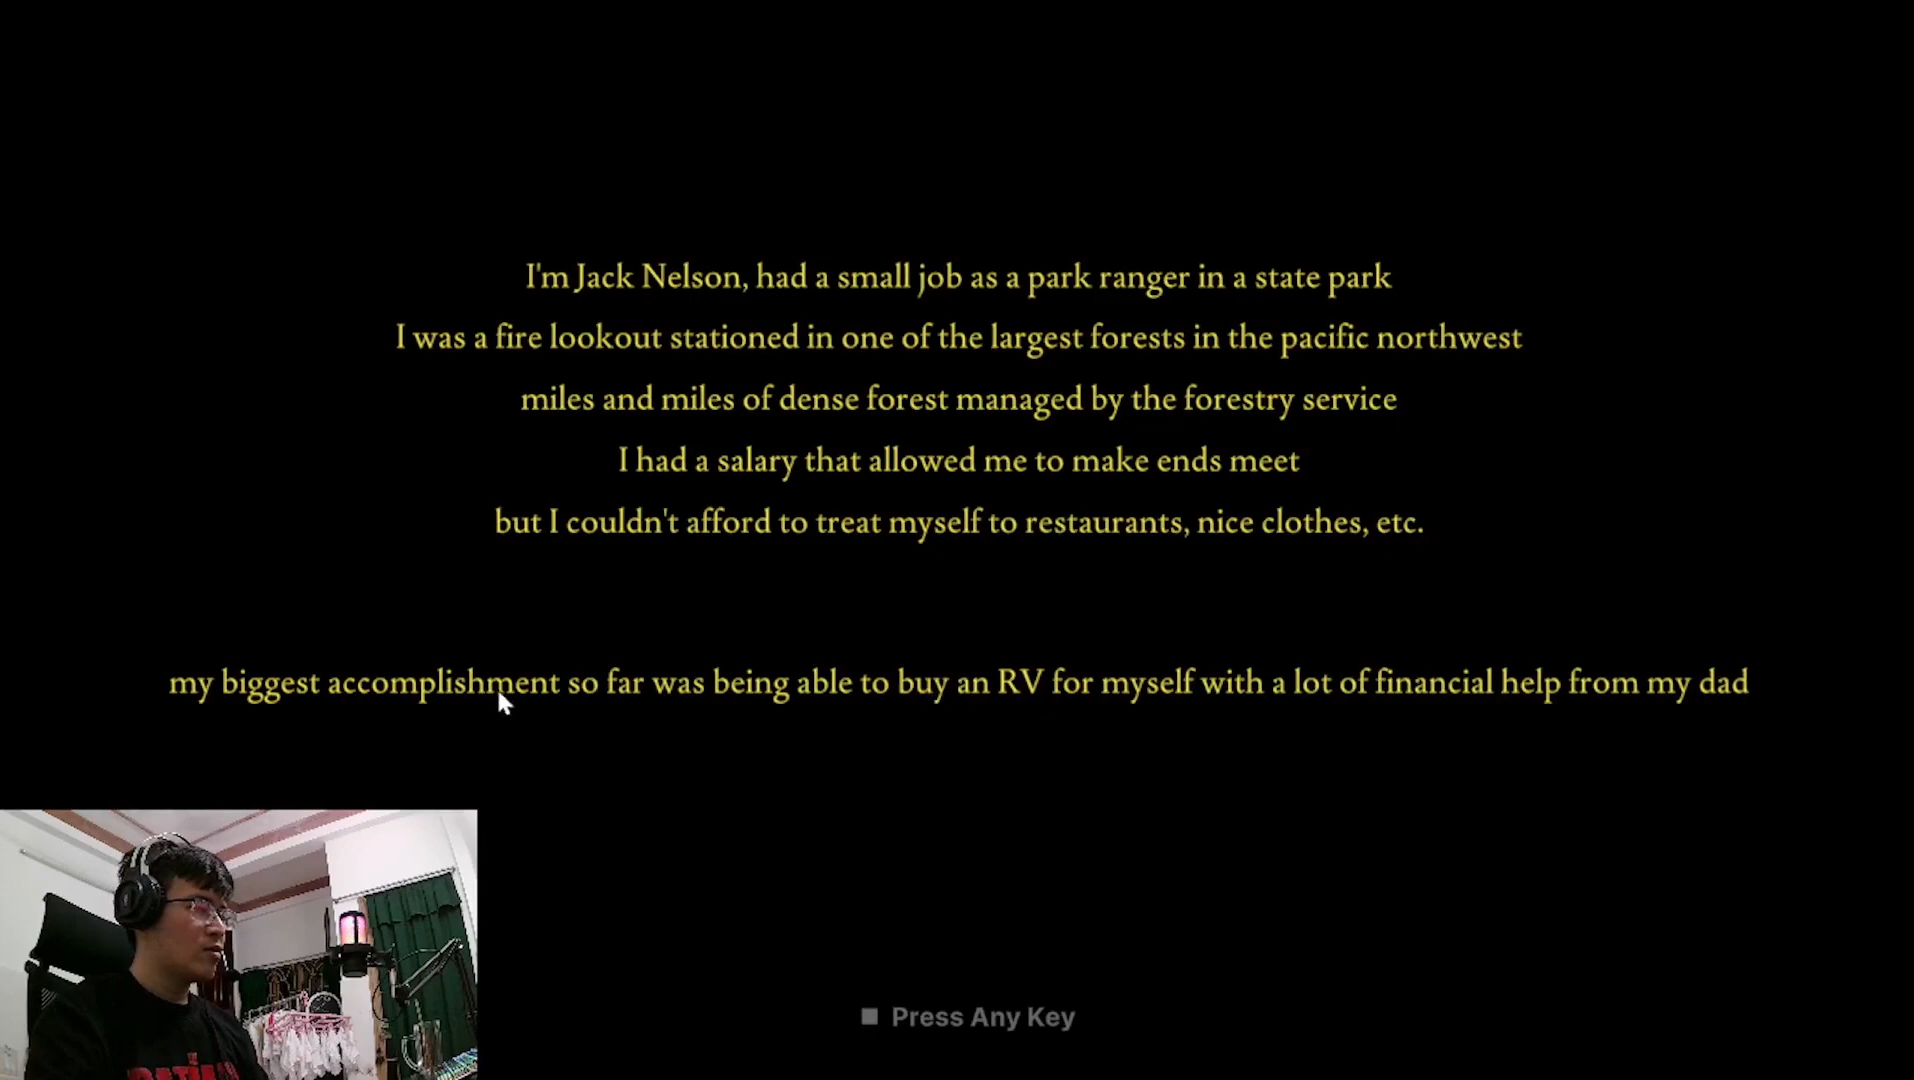 I'm Jack Nelson, had a small job as a park ranger in a state park
I was a fire lookout stationed in one of the largest forests in the pacific northwest
miles and miles of dense forest managed by the forestry service
I had a salary that allowed me to make ends meet
but I couldn't afford to treat myself to restaurants, nice clothes, etc.
my biggest accomplishment so far was being able to buy an RV for myself with a lot of financial help from my dad
Press Any Key